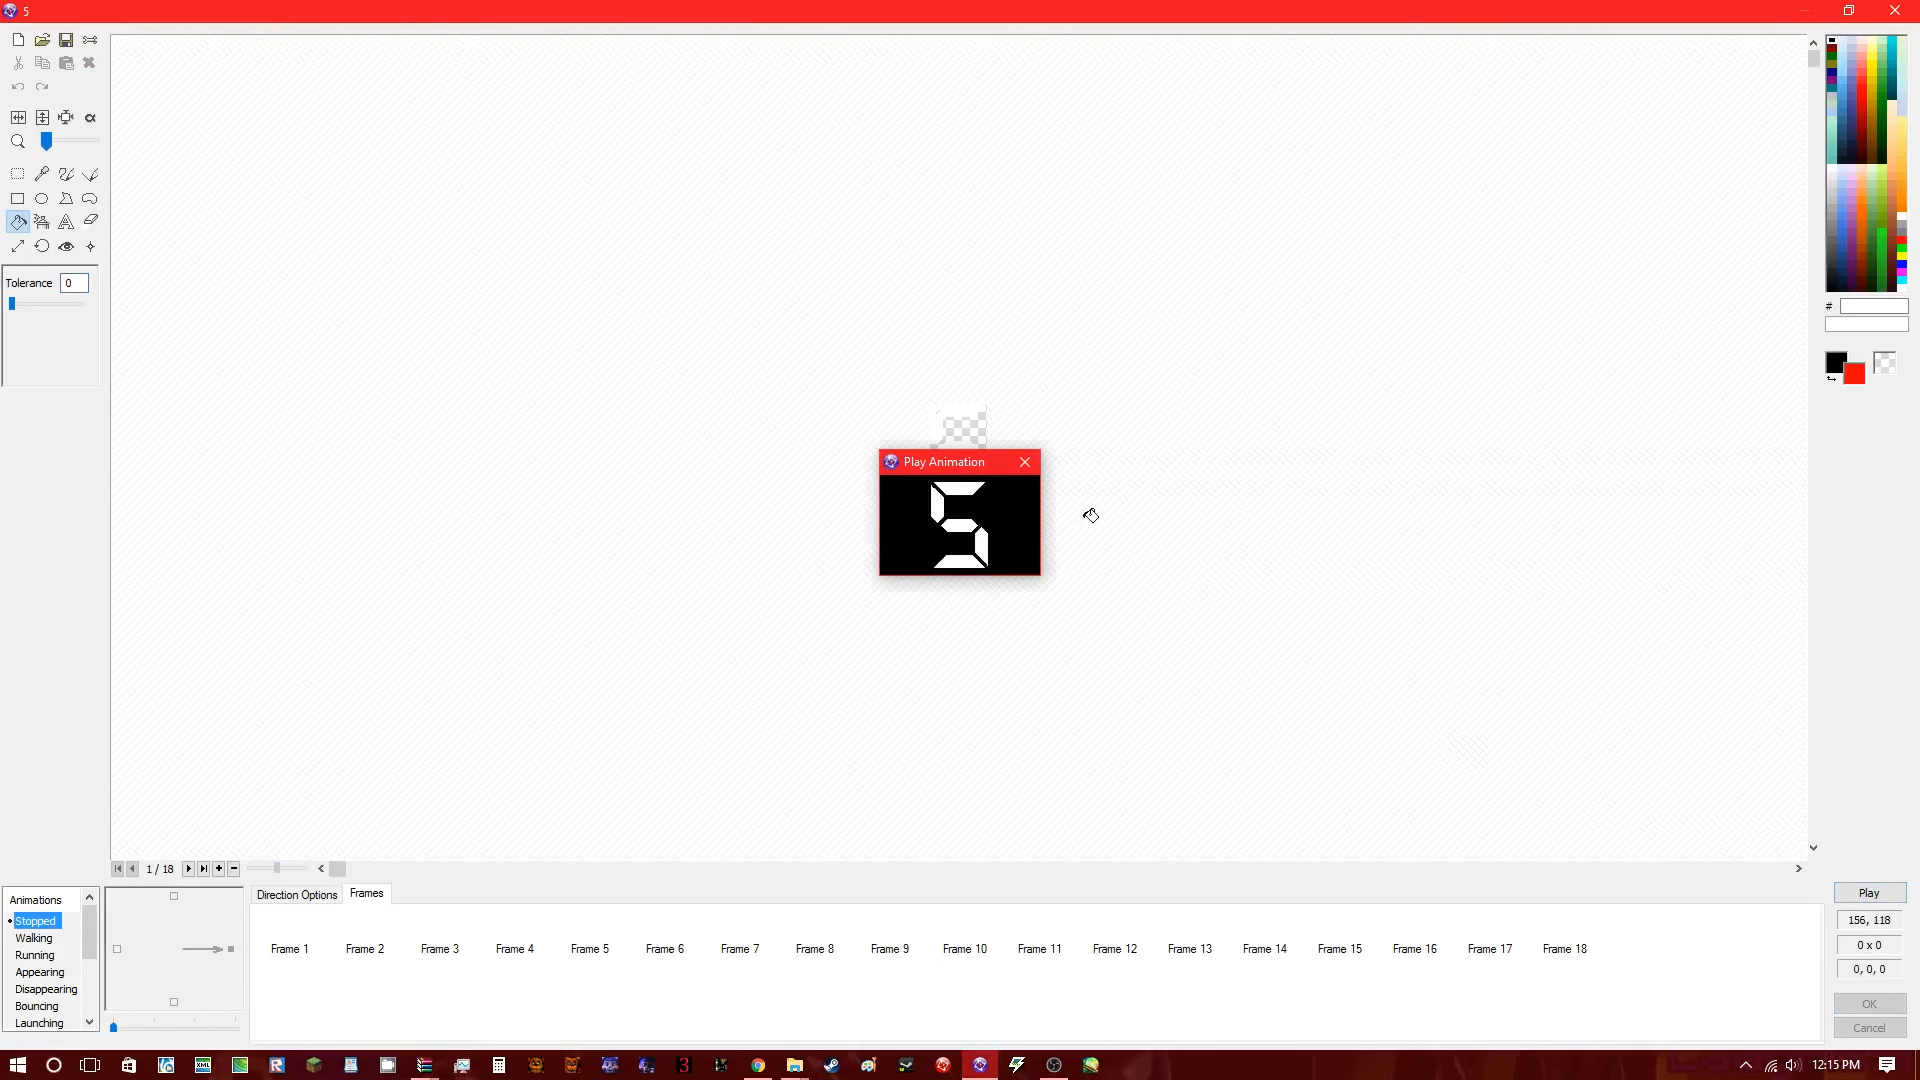 5
Tolerance 0
#
Play Animation
5
1 / 18
Animations
Stopped
Walking
Running
Appearing
Disappearing
Bouncing
Launching
Direction Options Frames
Frame 1 Frame 2 Frame 3 Frame 4 Frame 5 Frame 6 Frame 7 Frame 8 Frame 9 Frame 10 Frame 11 Frame 12 Frame 13 Frame 14 Frame 15 Frame 16 Frame 17 Frame 18
Play
156, 118
0 x 0
0, 0, 0
OK
Cancel
XML
3
12:15 PM